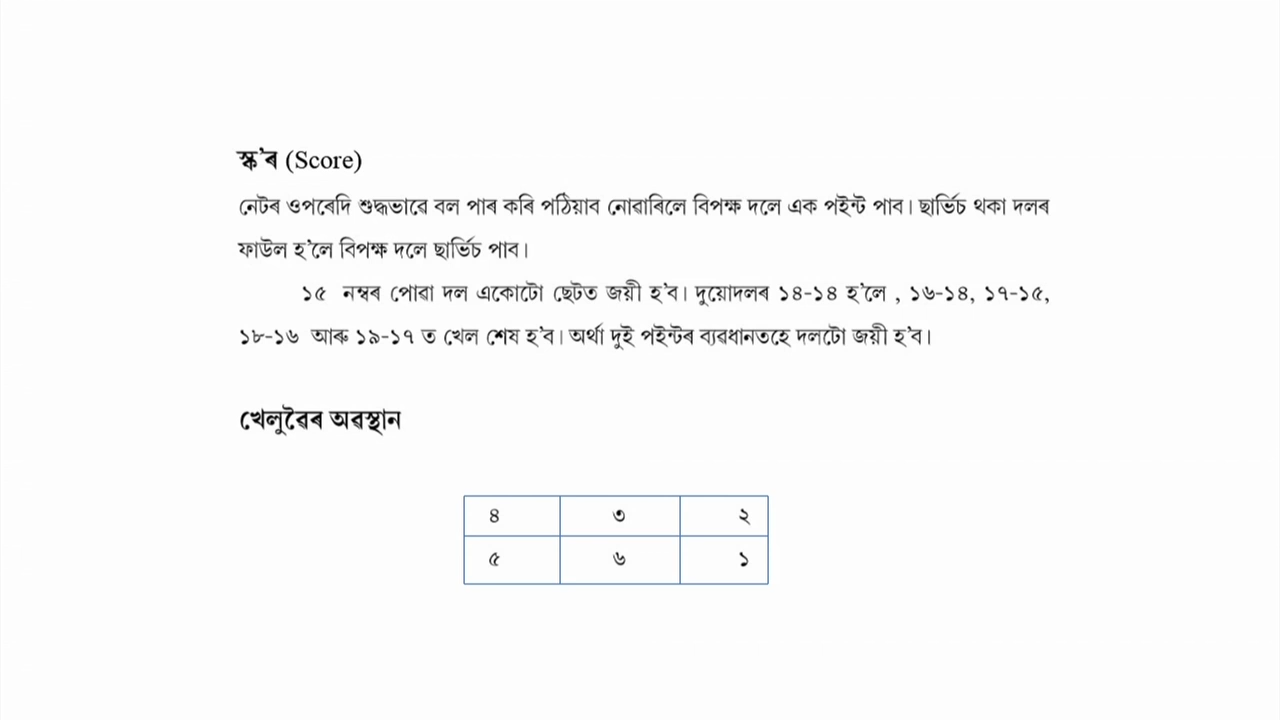 স্ক'ৰ (Score)
নেটৰ ওপৰেদি শুদ্ধভাৱে বল পাৰ কৰি পঠিয়াব নোৱাৰিলে বিপক্ষ দলে এক পইন্ট পাব। ছাৰ্ভিচ থকা দলৰ
ফাউল হ'লে বিপক্ষ দলে ছাৰ্ভিচ পাব।
১৫ নম্বৰ পোৱা দল একোটো ছেটত জয়ী হ'ব। দুয়োদলৰ ১৪-১৪ হ'লে , ১৬-১৪, ১৭-১৫,
১৮-১৬ আৰু ১৯-১৭ ত খেল শেষ হ'ব। অৰ্থা দুই পইন্টৰ ব্যৱধানতহে দলটো জয়ী হ'ব।
খেলুৱৈৰ অৱস্থান
৪ ৩ ২
৫ ৬ ১